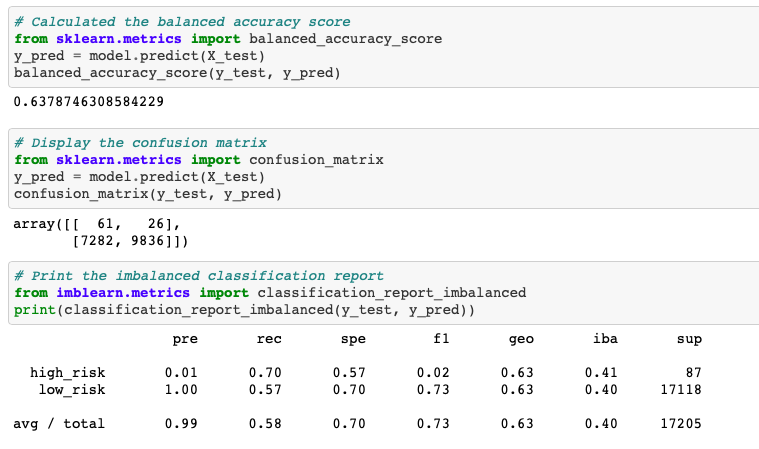 # Calculated the balanced accuracy score
from sklearn.metrics import balanced_accuracy_score
y_pred = model.predict(X_test)
balanced_accuracy_score(y_test, y_pred)
0.6378746308584229
# Display the confusion matrix
from sklearn.metrics import confusion_matrix
y_pred = model.predict(X_test)
confusion_matrix(y_test, y_pred)
array([[  61,   26],
       [7282, 9836]])
# Print the imbalanced classification report
from imblearn.metrics import classification_report_imbalanced
print(classification_report_imbalanced(y_test, y_pred))
                   pre       rec       spe        f1       geo       iba       sup
  high_risk       0.01      0.70      0.57      0.02      0.63      0.41        87
   low_risk       1.00      0.57      0.70      0.73      0.63      0.40     17118
avg / total       0.99      0.58      0.70      0.73      0.63      0.40     17205